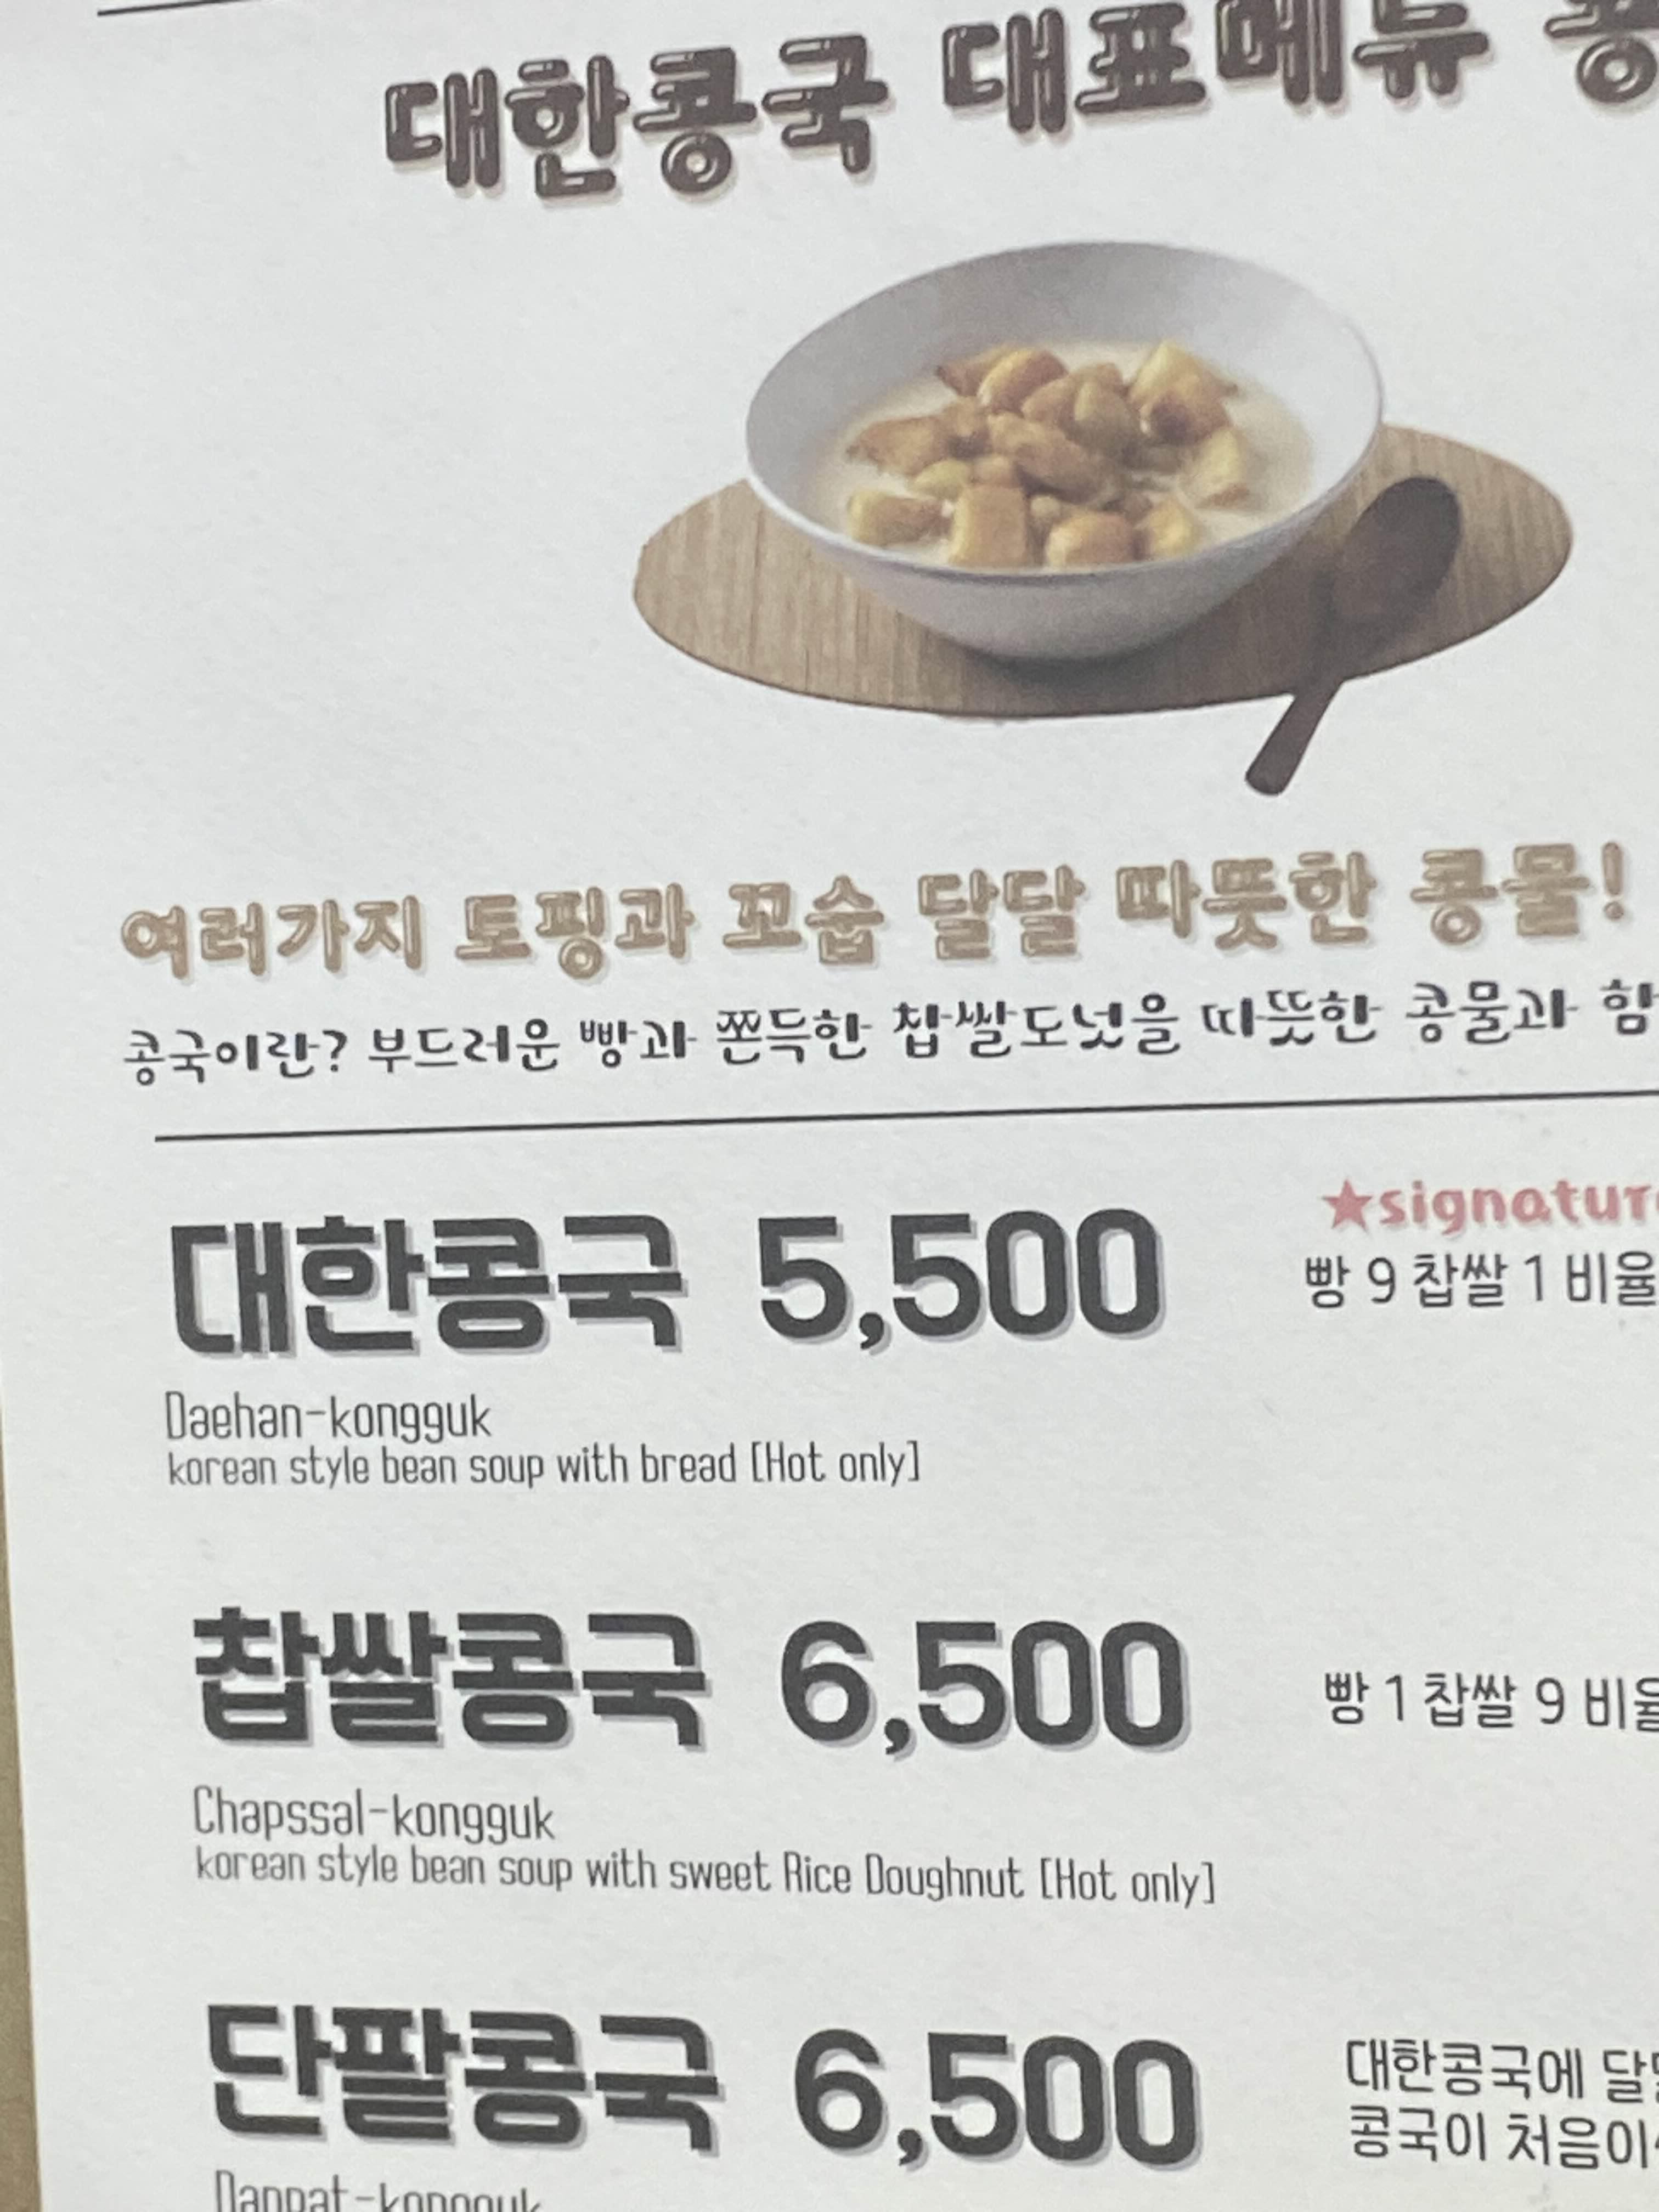 대한콩국 대표메뉴 콩
여러가지 토핑과 꼬숩 달달 따뜻한 콩물!
콩국이란? 부드러운 빵과 쫀득한 찹쌀도넛을 따뜻한 콩물과 함
대한콩국 5,500
★signature
빵 9 찹쌀 1 비율
Daehan-kongguk
korean style bean soup with bread [Hot only]
찹쌀콩국 6,500
빵 1 찹쌀 9 비율
Chapssal-kongguk
korean style bean soup with sweet Rice Doughnut [Hot only]
단팥콩국 6,500
대한콩국에 달
콩국이 처음이
Danpat-kongguk